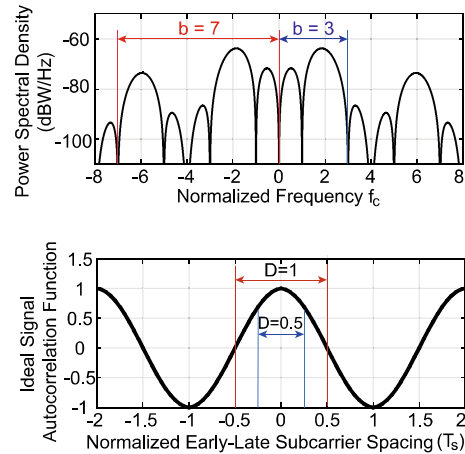 -60
-80
-100
Power Spectral Density
(dBW/Hz)
b = 7
b = 3
-8 -6 -4 -2 0 2 4 6 8
Normalized Frequency f_c
1.5
1
0.5
0
-0.5
-1
Ideal Signal
Autocorrelation Function
D=1
D=0.5
-2 -1.5 -1 -0.5 0 0.5 1 1.5 2
Normalized Early-Late Subcarrier Spacing (T_s)